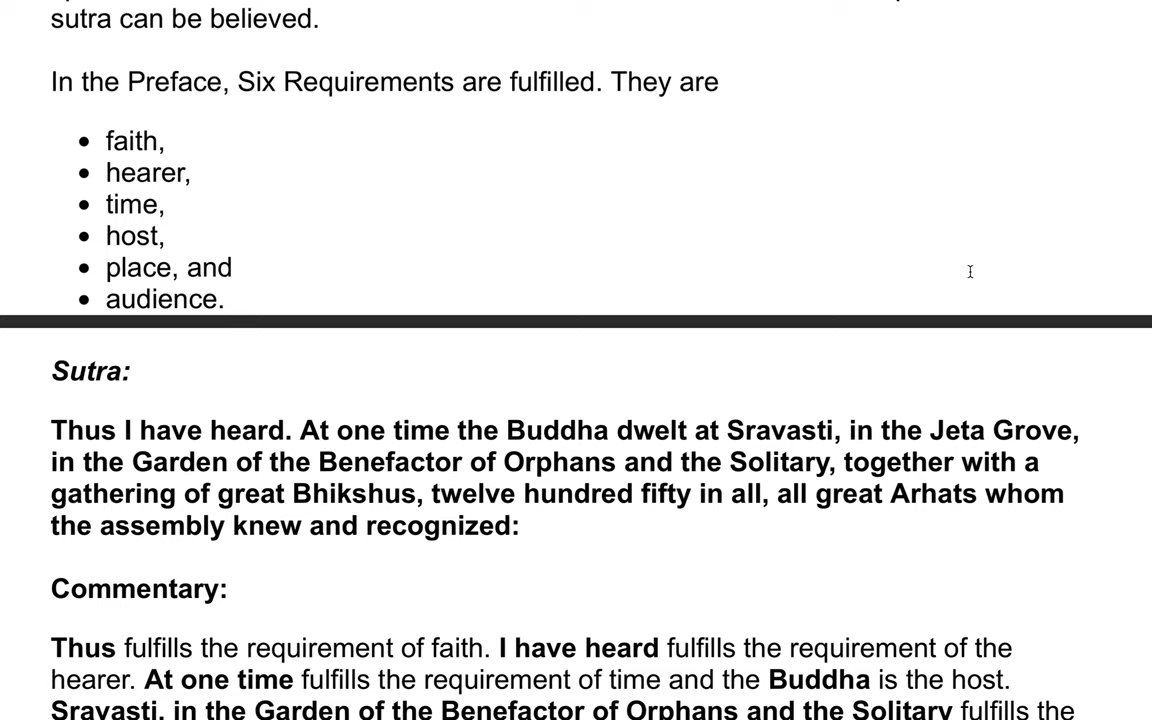 sutra can be believed.
In the Preface, Six Requirements are fulfilled. They are
• faith,
• hearer,
• time,
• host,
• place, and
• audience.
Sutra:
Thus I have heard. At one time the Buddha dwelt at Sravasti, in the Jeta Grove,
in the Garden of the Benefactor of Orphans and the Solitary, together with a
gathering of great Bhikshus, twelve hundred fifty in all, all great Arhats whom
the assembly knew and recognized:
Commentary:
Thus fulfills the requirement of faith. I have heard fulfills the requirement of the
hearer. At one time fulfills the requirement of time and the Buddha is the host.
Sravasti, in the Garden of the Benefactor of Orphans and the Solitary fulfills the